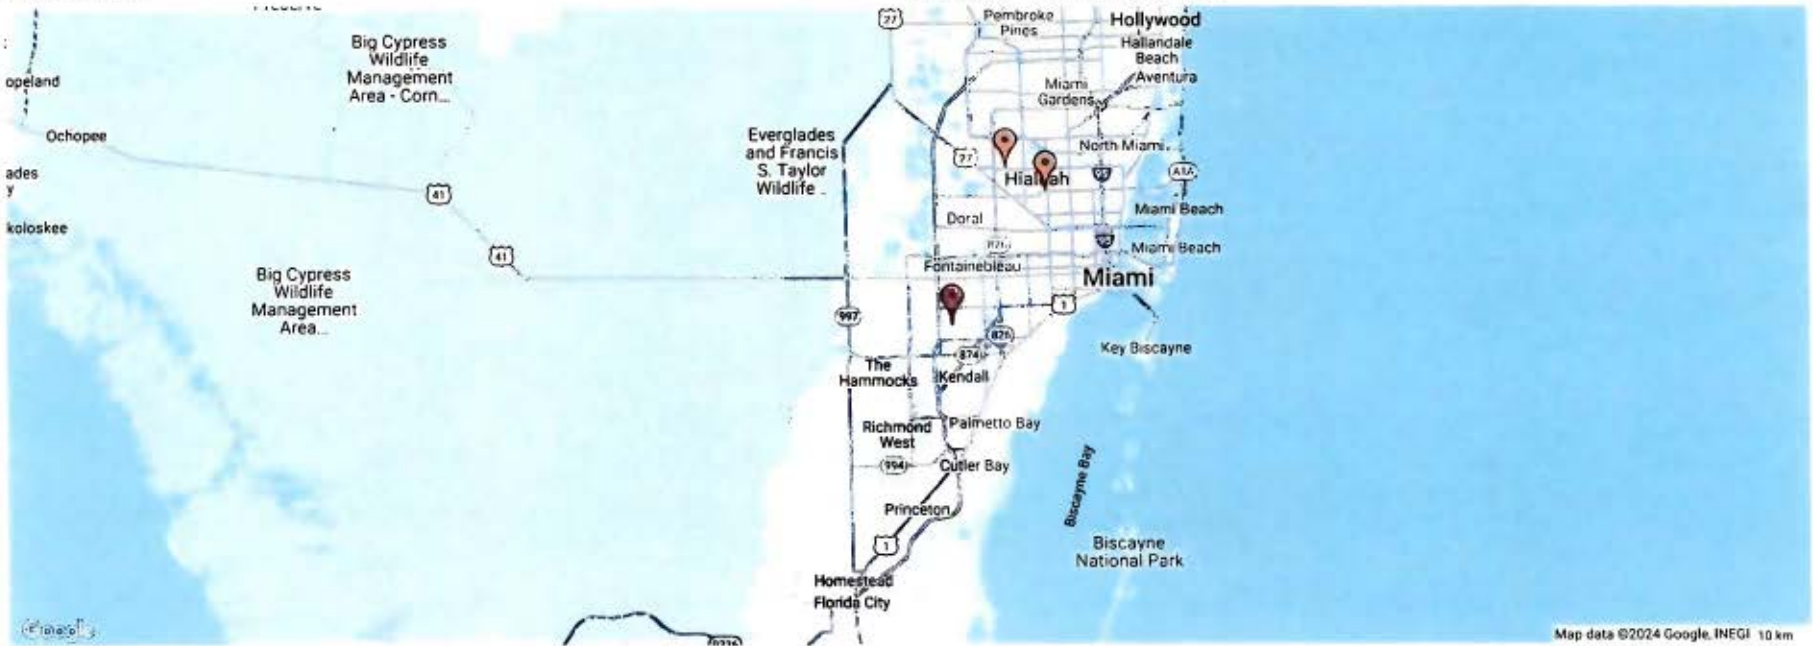 27
Pembroke
Pines
Hollywood
Big Cypress
Wildlife
Management
Area - Corn...
Hallandale
Beach
Aventura
opeland
Miami
Gardens
Ochopee
Everglades
and Francis
S. Taylor
Wildlife
27
North Miami
ades
y
Hialeah
95
A1A
41
koloskee
Doral
Miami Beach
41
826
95
Miami Beach
Fontainebleau
Miami
Big Cypress
Wildlife
Management
Area...
1
997
826
874
Key Biscayne
The
Hammocks
Kendall
Richmond
West
Palmetto Bay
994
Cutler Bay
Biscayne Bay
Princeton
1
Biscayne
National Park
Homestead
Florida City
Google
Map data ©2024 Google, INEGI 10 km